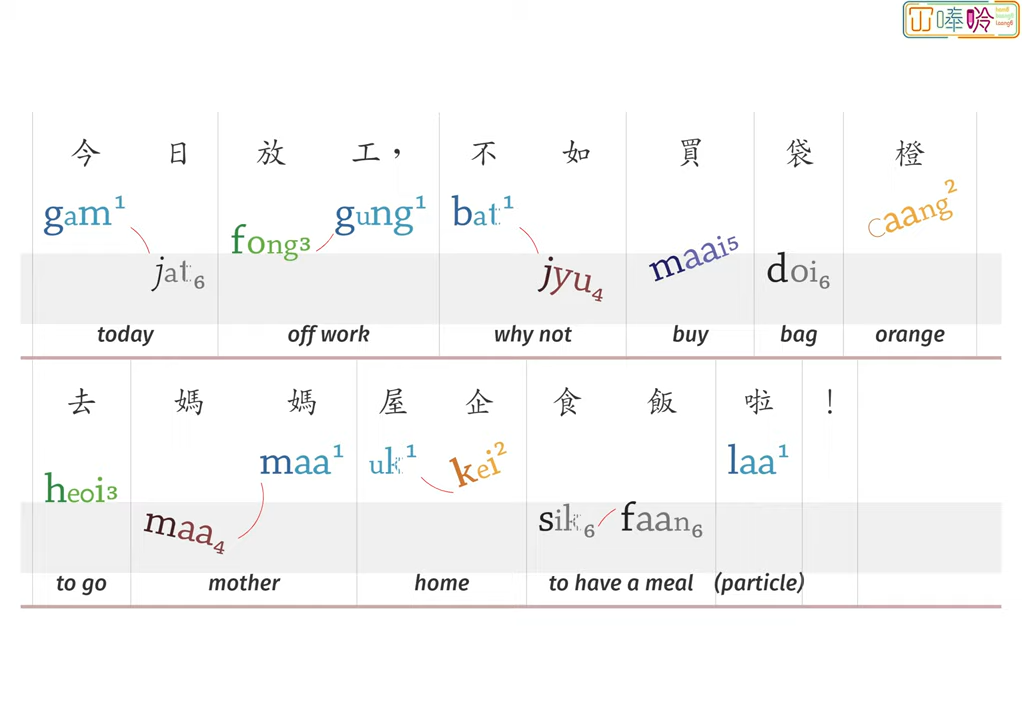 今日放工，不如買袋橙
gam1 jat6 fong3 gung1 bat1 jyu4 maai5 doi6 caang2
today off work why not buy bag orange
去媽媽屋企食飯啦！
heoi3 maa4 maa1 uk1 kei2 sik6 faan6 laa1
to go mother home to have a meal (particle)